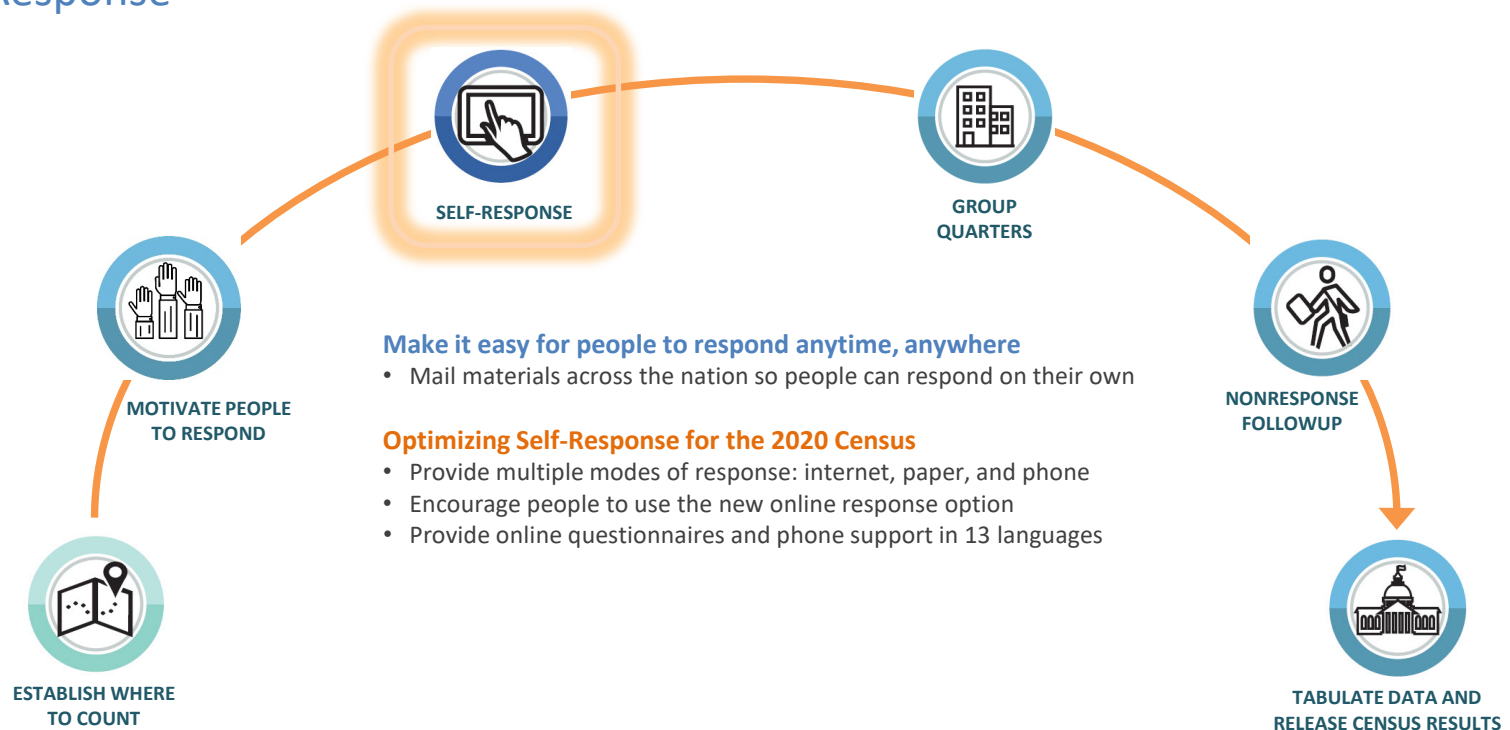 Response
SELF-RESPONSE
GROUP
QUARTERS
MOTIVATE PEOPLE
TO RESPOND
Make it easy for people to respond anytime, anywhere
• Mail materials across the nation so people can respond on their own
NONRESPONSE
FOLLOWUP
Optimizing Self-Response for the 2020 Census
• Provide multiple modes of response: internet, paper, and phone
• Encourage people to use the new online response option
• Provide online questionnaires and phone support in 13 languages
ESTABLISH WHERE
TO COUNT
TABULATE DATA AND
RELEASE CENSUS RESULTS